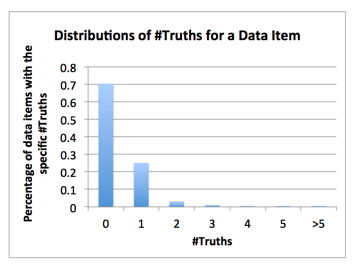 Distributions of #Truths for a Data Item
Percentage of data items with the
specific #Truths
0.8
0.7
0.6
0.5
0.4
0.3
0.2
0.1
0
0 1 2 3 4 5 >5
#Truths